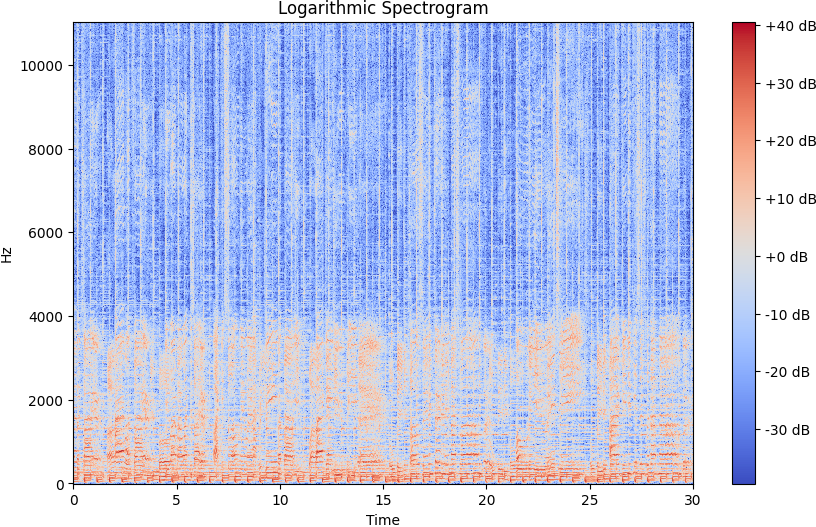 Logarithmic Spectrogram
Hz
10000
8000
6000
4000
2000
0
0 5 10 15 20 25 30
Time
+40 dB
+30 dB
+20 dB
+10 dB
+0 dB
-10 dB
-20 dB
-30 dB